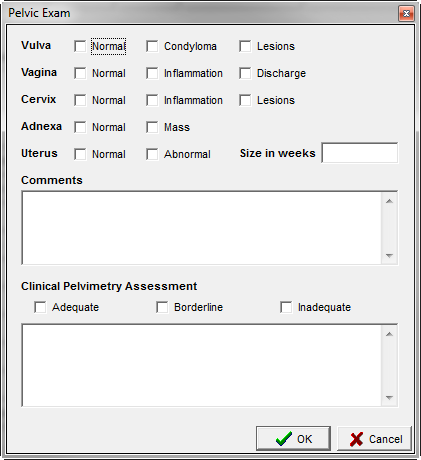 Pelvic Exam
Vulva Normal Condyloma Lesions
Vagina Normal Inflammation Discharge
Cervix Normal Inflammation Lesions
Adnexa Normal Mass
Uterus Normal Abnormal Size in weeks
Comments
Clinical Pelvimetry Assessment
Adequate Borderline Inadequate
OK Cancel